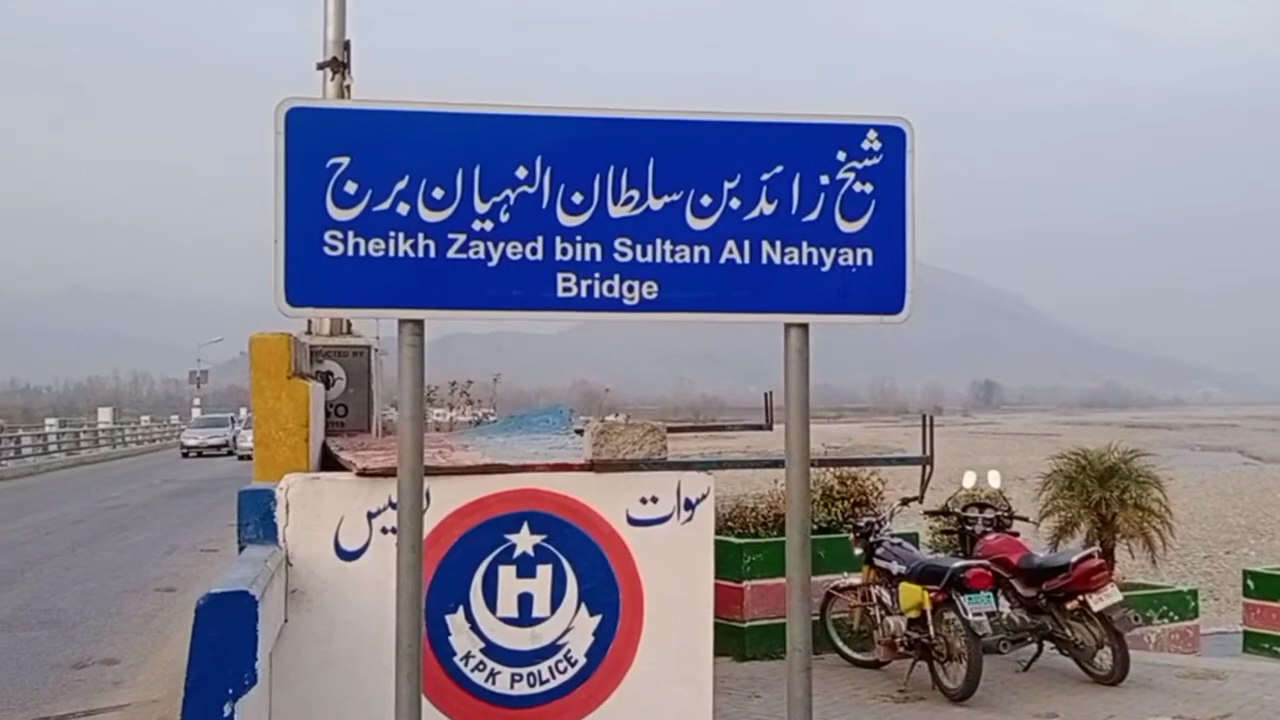 شیخ زائد بن سلطان النہیان برج
Sheikh Zayed bin Sultan Al Nahyan
Bridge
سوات
H
KPK POLICE